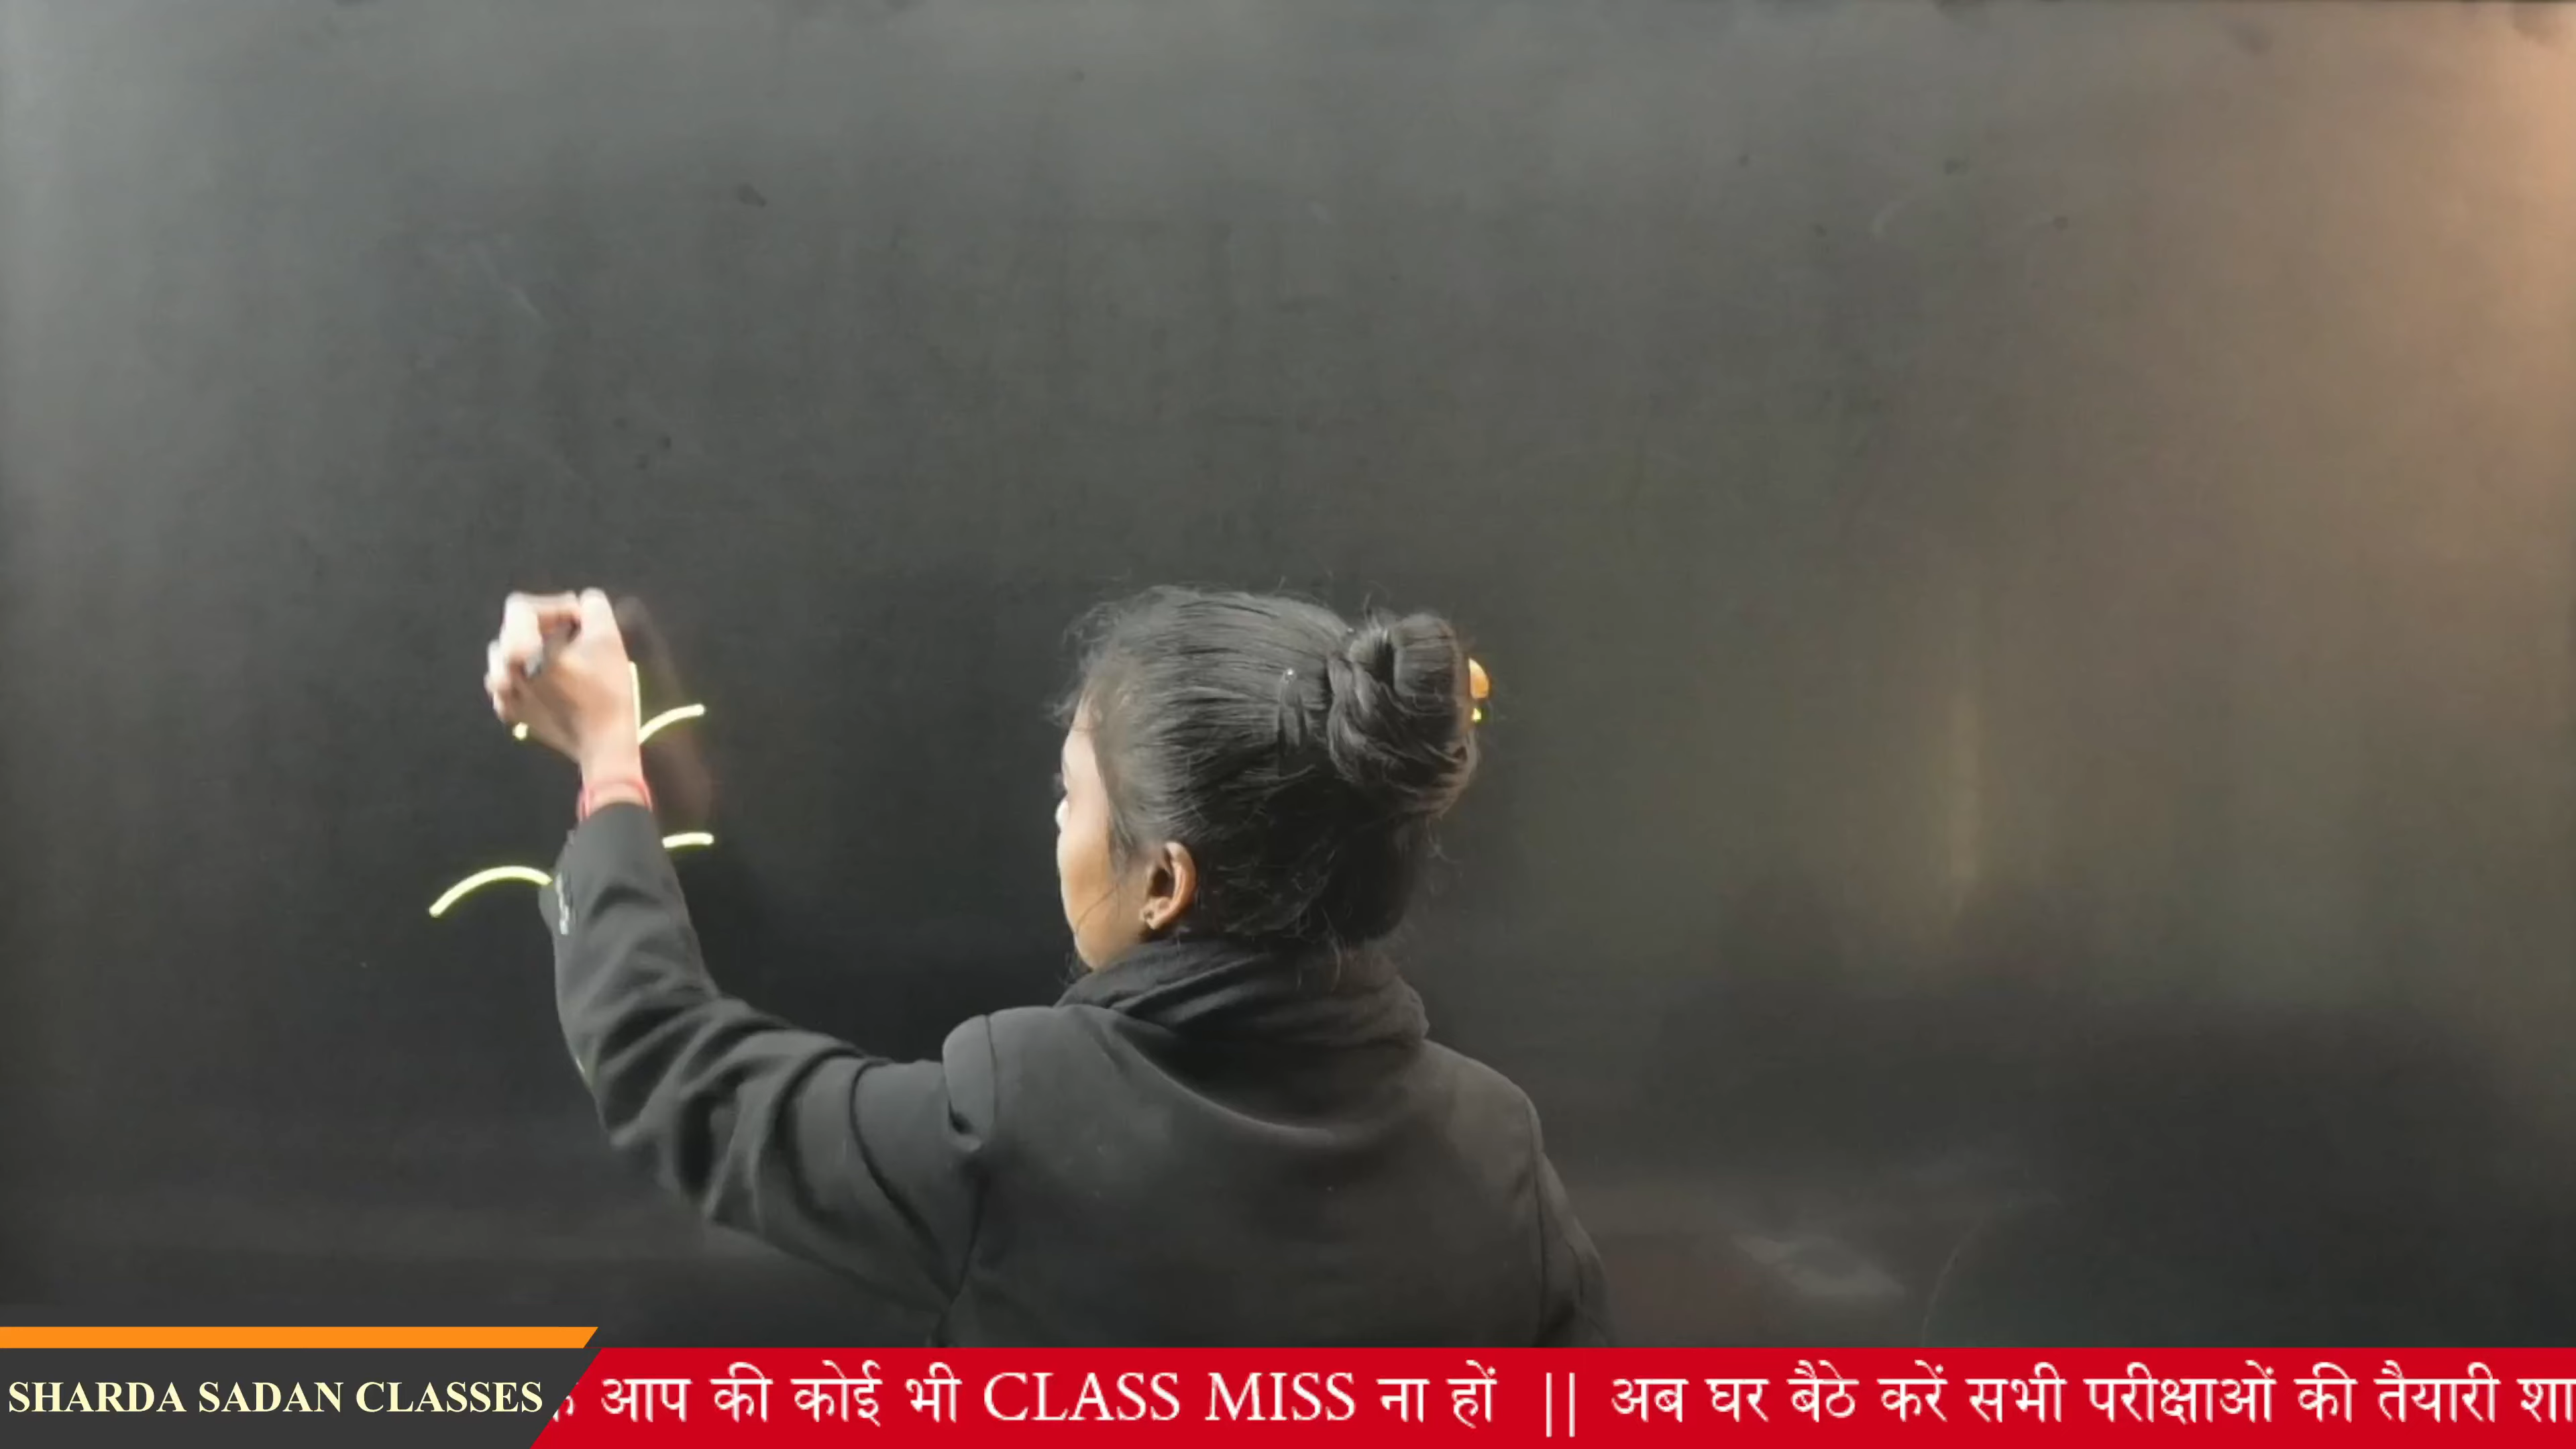 SHARDA SADAN CLASSES
आप की कोई भी CLASS MISS ना हों || अब घर बैठे करें सभी परीक्षाओं की तैयारी